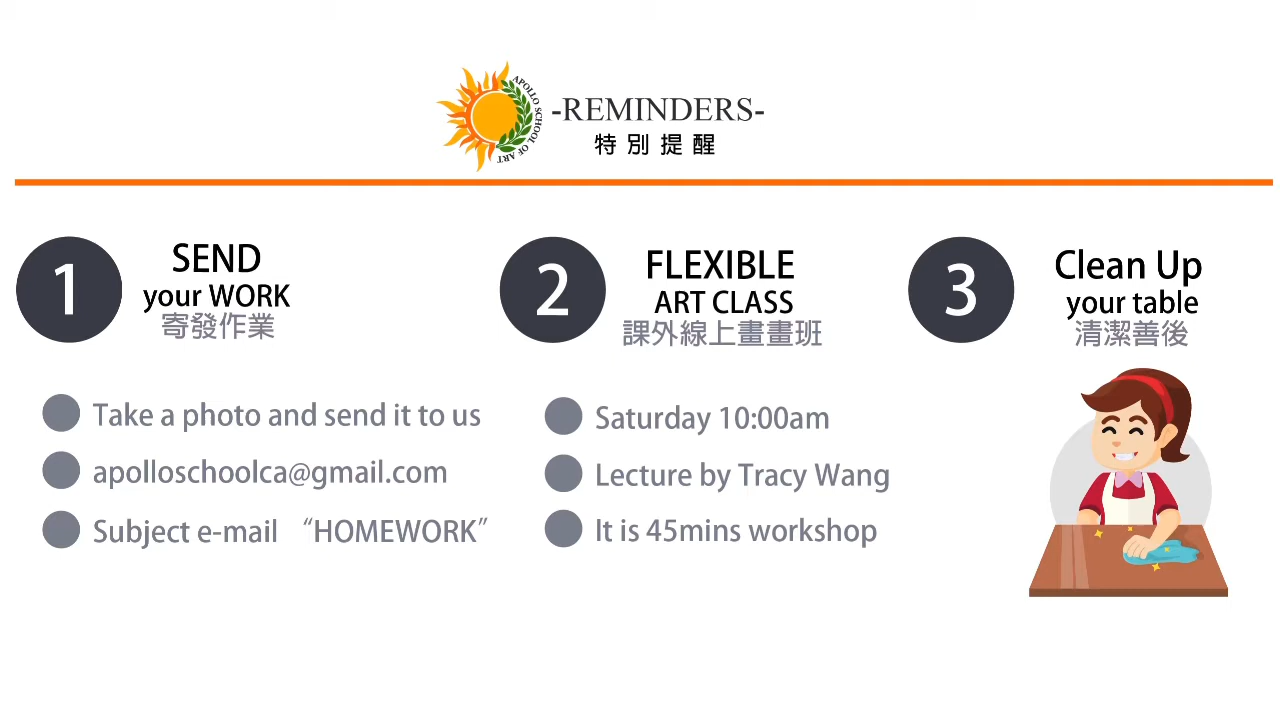 APOLLO SCHOOL OF ART
-REMINDERS-
特別提醒
1
SEND
your WORK
寄發作業
Take a photo and send it to us
apolloschoolca@gmail.com
Subject e-mail “HOMEWORK”
2
FLEXIBLE
ART CLASS
課外線上畫畫班
Saturday 10:00am
Lecture by Tracy Wang
It is 45mins workshop
3
Clean Up
your table
清潔善後